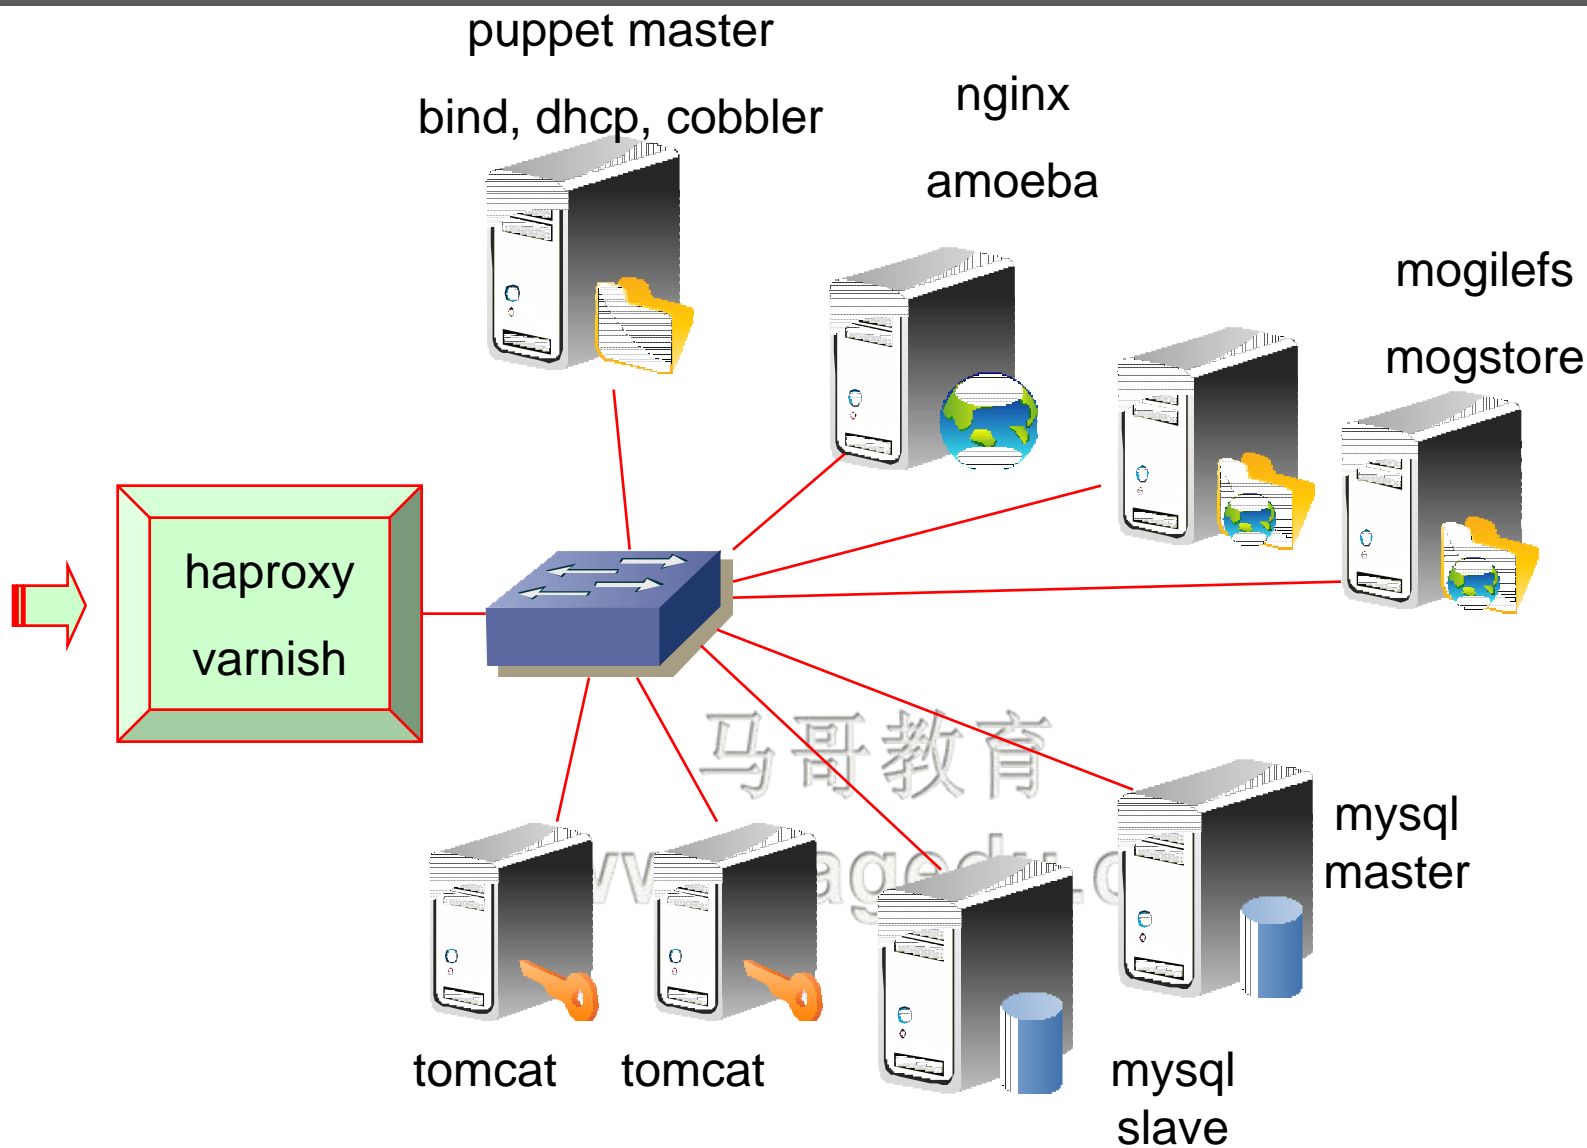 puppet master
bind, dhcp, cobbler
nginx
amoeba
mogilefs
mogstore
haproxy
varnish
马哥教育
mysql
master
tomcat
tomcat
mysql
slave